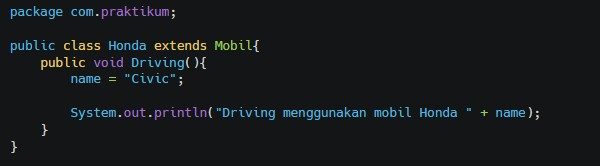 package com.praktikum;
public class Honda extends Mobil{
public void Driving(){
name = "Civic";
System.out.println("Driving menggunakan mobil Honda " + name);
}
}